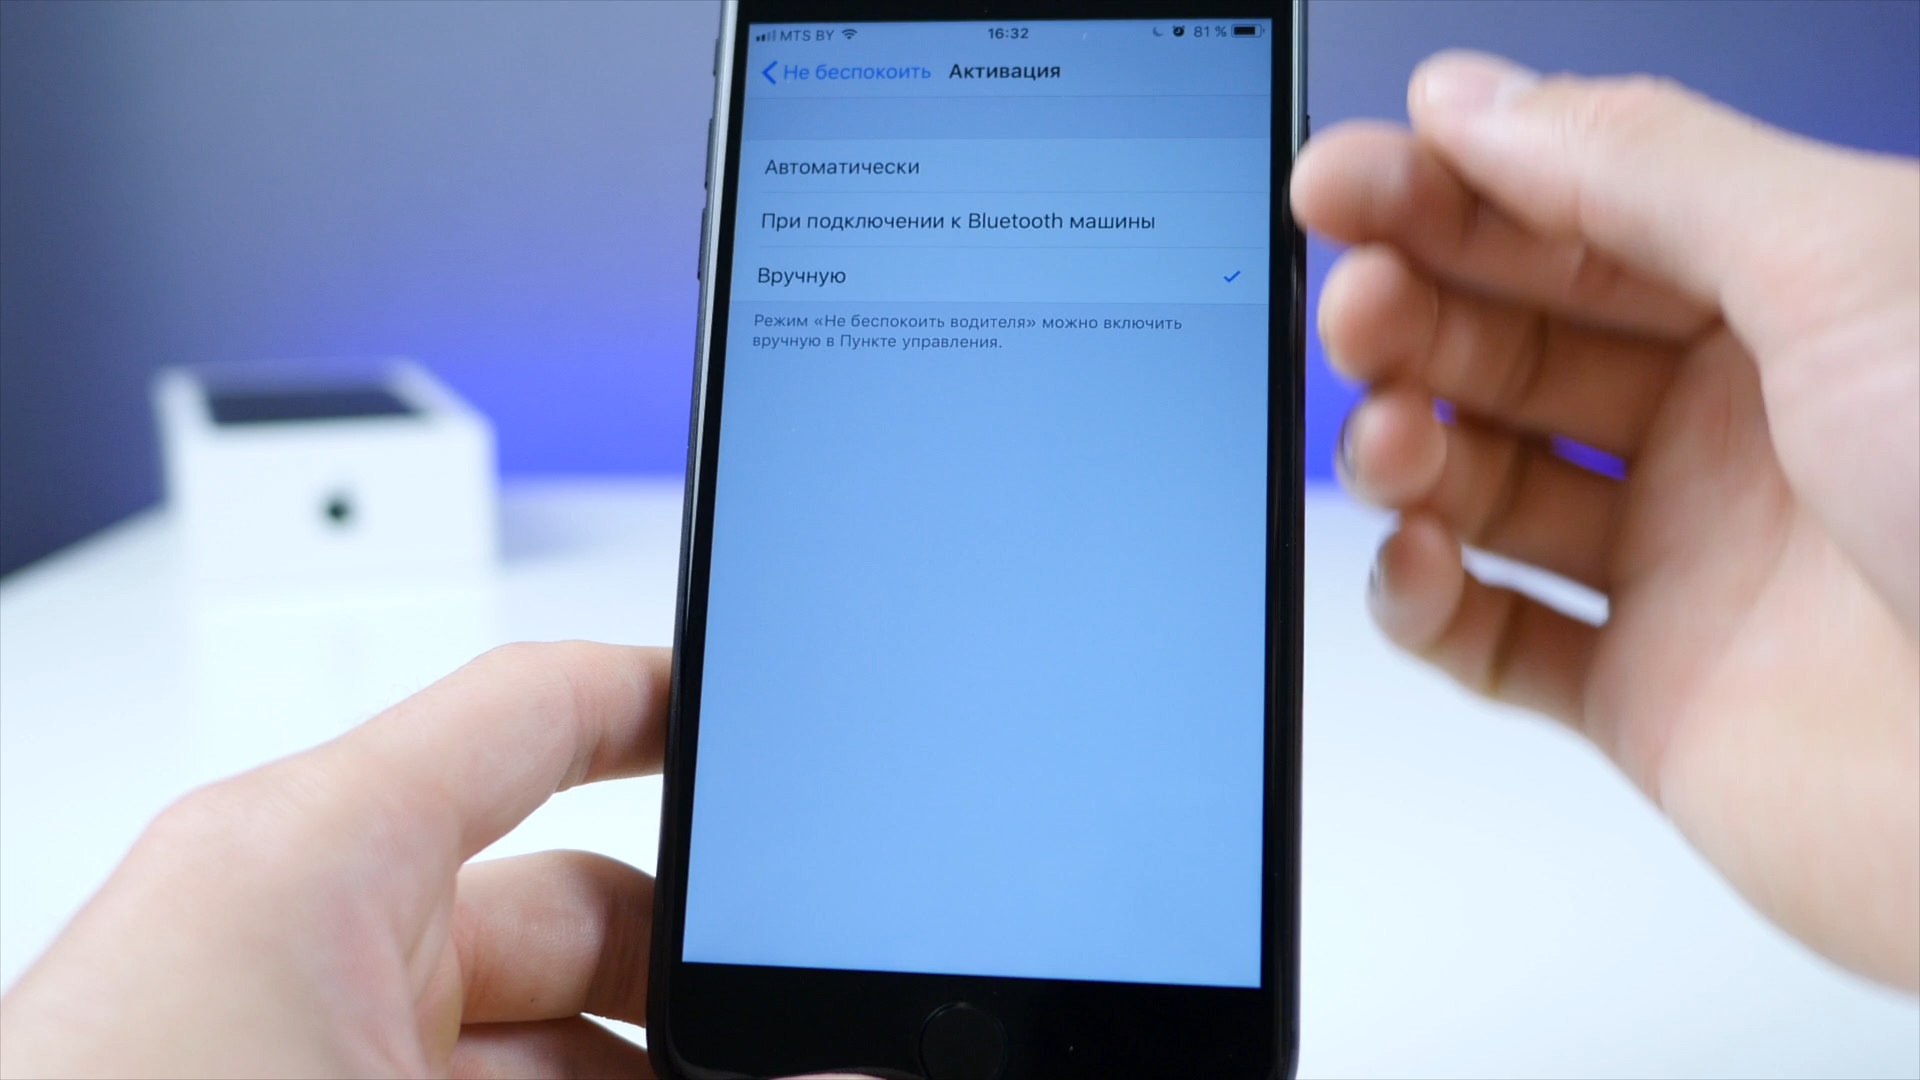 MTS BY 16:32 81 %
Не беспокоить Активация
Автоматически
При подключении к Bluetooth машины
Вручную
Режим «Не беспокоить водителя» можно включить
вручную в Пункте управления.